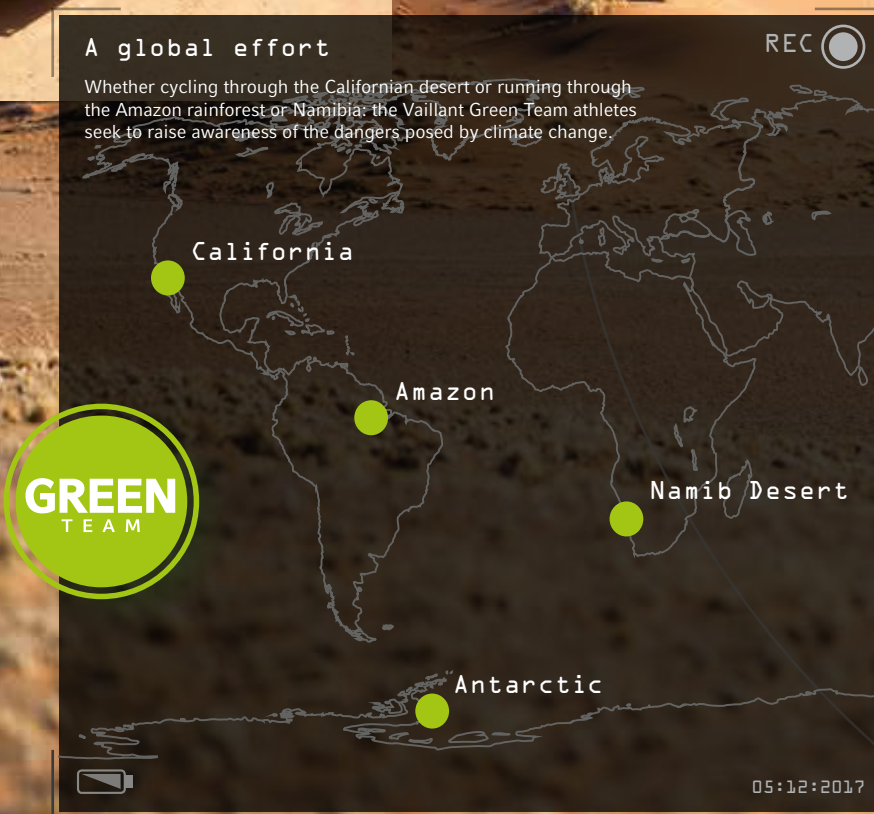 A global effort
REC
Whether cycling through the Californian desert or running through
the Amazon rainforest or Namibia: the Vaillant Green Team athletes
seek to raise awareness of the dangers posed by climate change.
California
Amazon
GREEN
TEAM
Namib Desert
Antarctic
05:12:2017